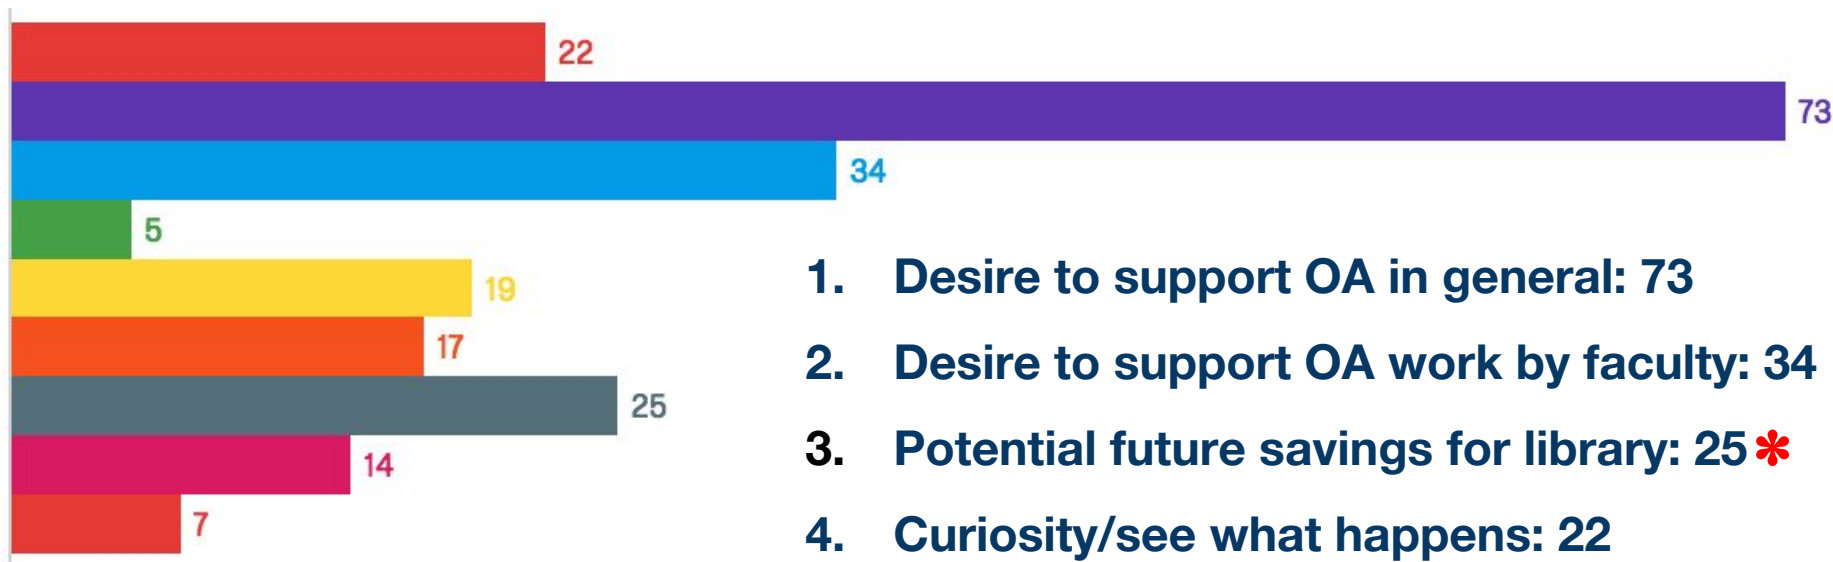 22
73
34
5
19
17
25
14
7
1. Desire to support OA in general: 73
2. Desire to support OA work by faculty: 34
3. Potential future savings for library: 25 *
4. Curiosity/see what happens: 22